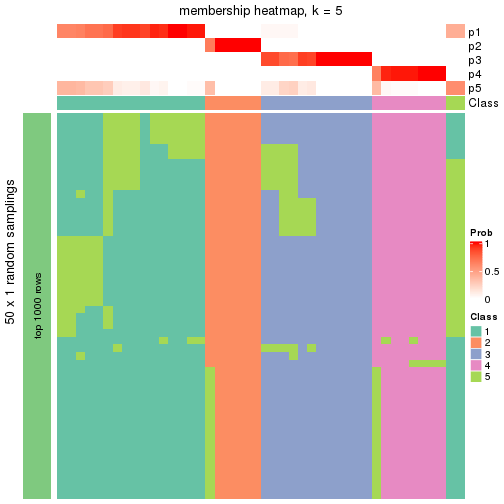 membership heatmap, k = 5
p1
p2
p3
p4
p5
Class
50 x 1 random samplings
top 1000 rows
Prob
1
0.5
0
Class
1
2
3
4
5